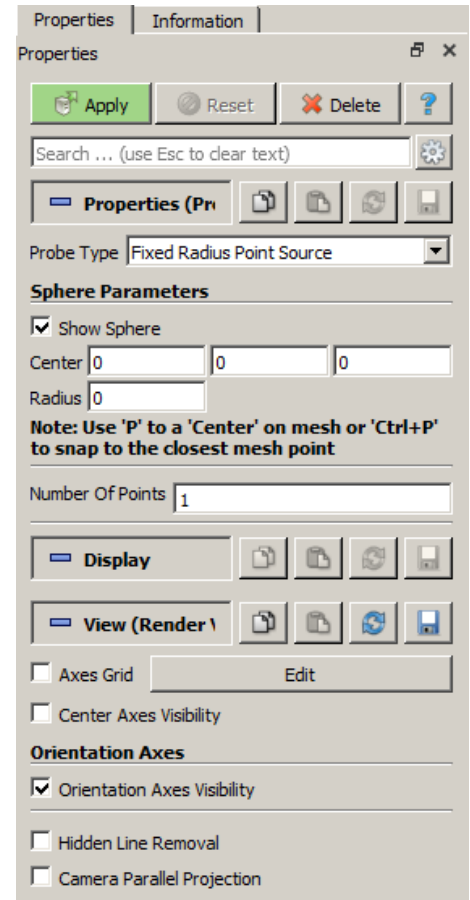 Properties Information
Properties
Apply Reset Delete ?
Search ... (use Esc to clear text)
Properties (Pr
Probe Type Fixed Radius Point Source
Sphere Parameters
Show Sphere
Center 0 0 0
Radius 0
Note: Use 'P' to a 'Center' on mesh or 'Ctrl+P'
to snap to the closest mesh point
Number Of Points 1
Display
View (Render
Axes Grid Edit
Center Axes Visibility
Orientation Axes
Orientation Axes Visibility
Hidden Line Removal
Camera Parallel Projection